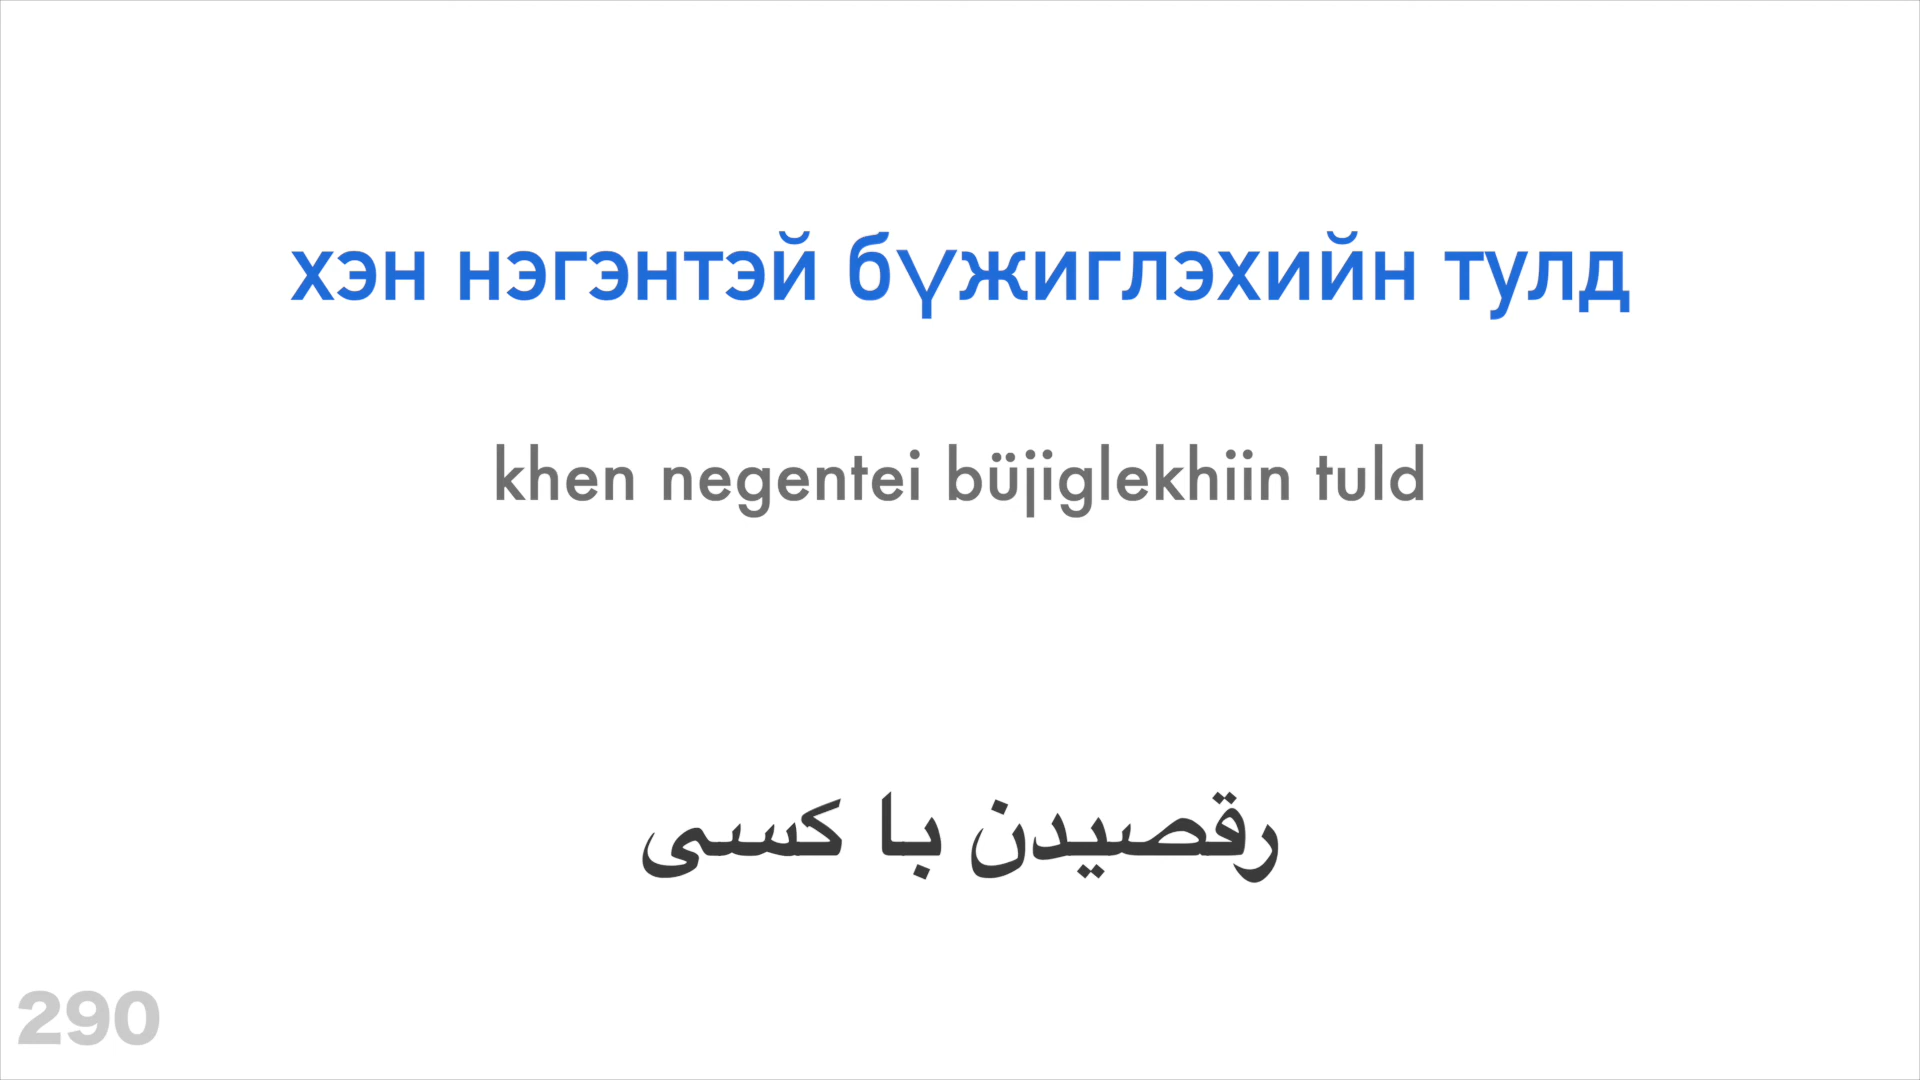 хэн нэгэнтэй бүжиглэхийн тулд
khen negentei büjiglekhiin tuld
رقصیدن با کسی
290